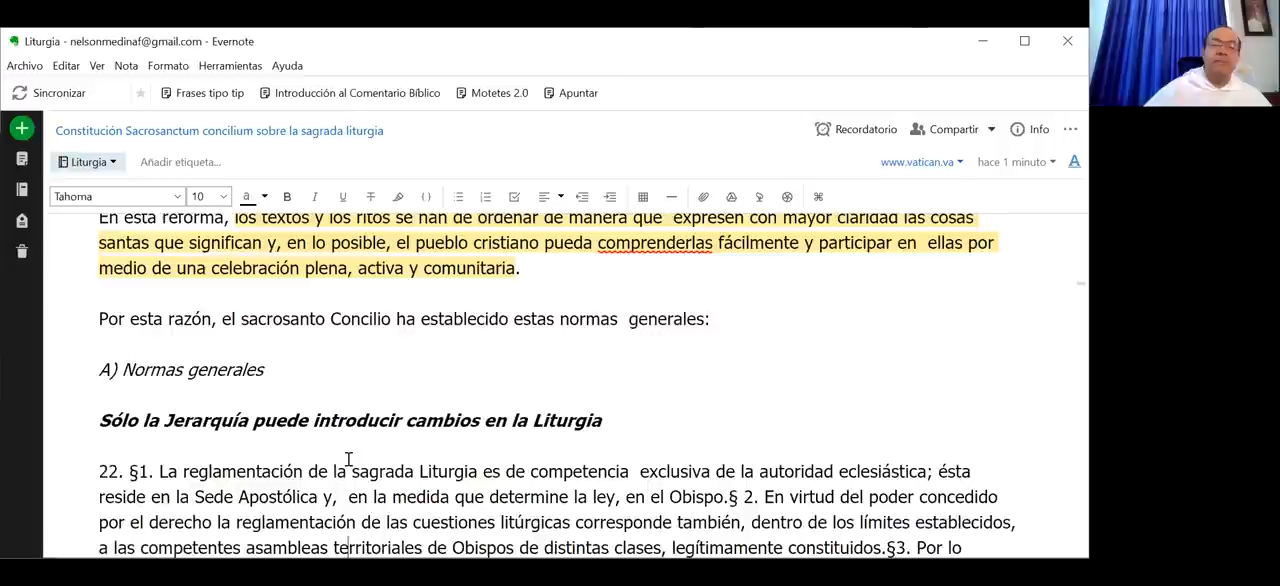 Liturgia - nelsonmedinaf@gmail.com - Evernote
Archivo Editar Ver Nota Formato Herramientas Ayuda
Sincronizar Frases tipo tip Introducción al Comentario Bíblico Motetes 2.0 Apuntar
Constitución Sacrosanctum concilium sobre la sagrada liturgia Recordatorio Compartir Info
Liturgia Añadir etiqueta... www.vatican.va hace 1 minuto
Tahoma 10 a B I U T
En esta reforma, los textos y los ritos se han de ordenar de manera que expresen con mayor claridad las cosas
santas que significan y, en lo posible, el pueblo cristiano pueda comprenderlas fácilmente y participar en ellas por
medio de una celebración plena, activa y comunitaria.
Por esta razón, el sacrosanto Concilio ha establecido estas normas generales:
A) Normas generales
Sólo la Jerarquía puede introducir cambios en la Liturgia
22. §1. La reglamentación de la sagrada Liturgia es de competencia exclusiva de la autoridad eclesiástica; ésta
reside en la Sede Apostólica y, en la medida que determine la ley, en el Obispo.§ 2. En virtud del poder concedido
por el derecho la reglamentación de las cuestiones litúrgicas corresponde también, dentro de los límites establecidos,
a las competentes asambleas territoriales de Obispos de distintas clases, legítimamente constituidos.§3. Por lo